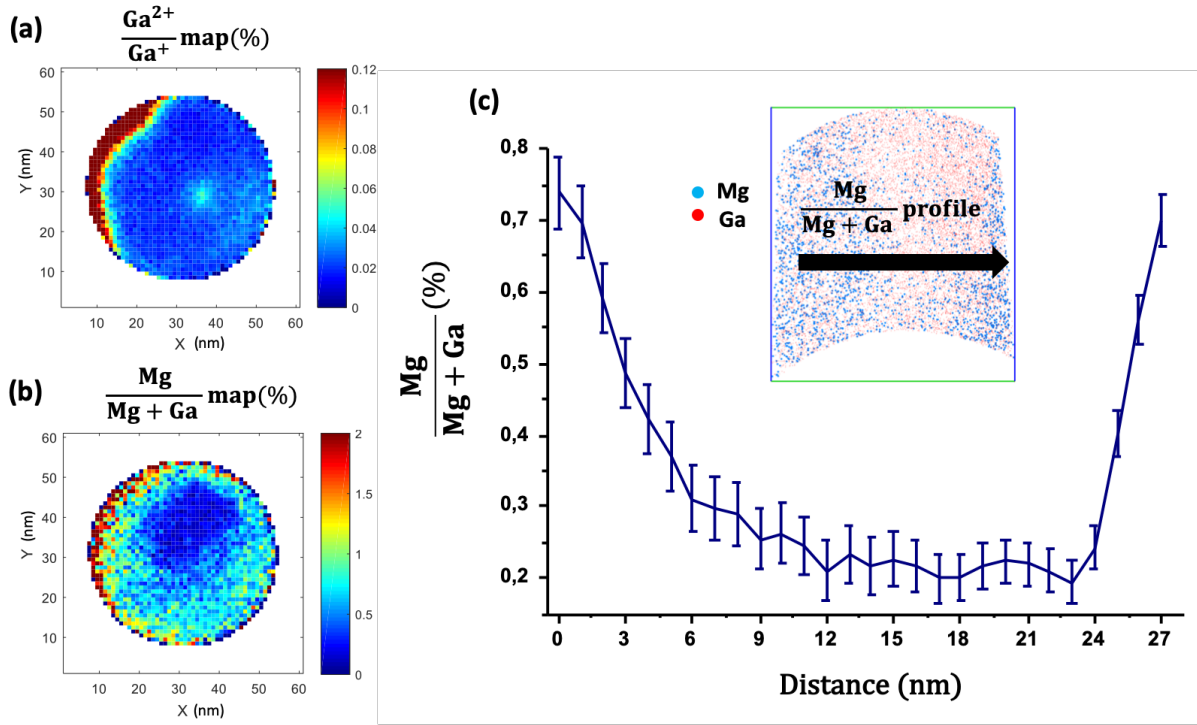 (a)
Ga²⁺
Ga⁺
map(%)
60
50
40
30
20
10
Y (nm)
10 20 30 40 50 60
X (nm)
0.12
0.1
0.08
0.06
0.04
0.02
0
(b)
Mg
Mg + Ga
map(%)
60
50
40
30
20
10
Y (nm)
10 20 30 40 50 60
X (nm)
2
1.5
1
0.5
0
(c)
Mg
Mg + Ga
(%)
0,8
0,7
0,6
0,5
0,4
0,3
0,2
0 3 6 9 12 15 18 21 24 27
Distance (nm)
Mg
Ga
Mg
Mg + Ga
profile